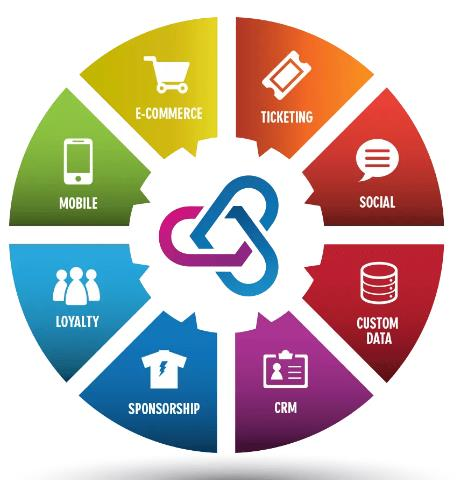 E-COMMERCE
TICKETING
MOBILE
SOCIAL
LOYALTY
CUSTOM
DATA
SPONSORSHIP
CRM